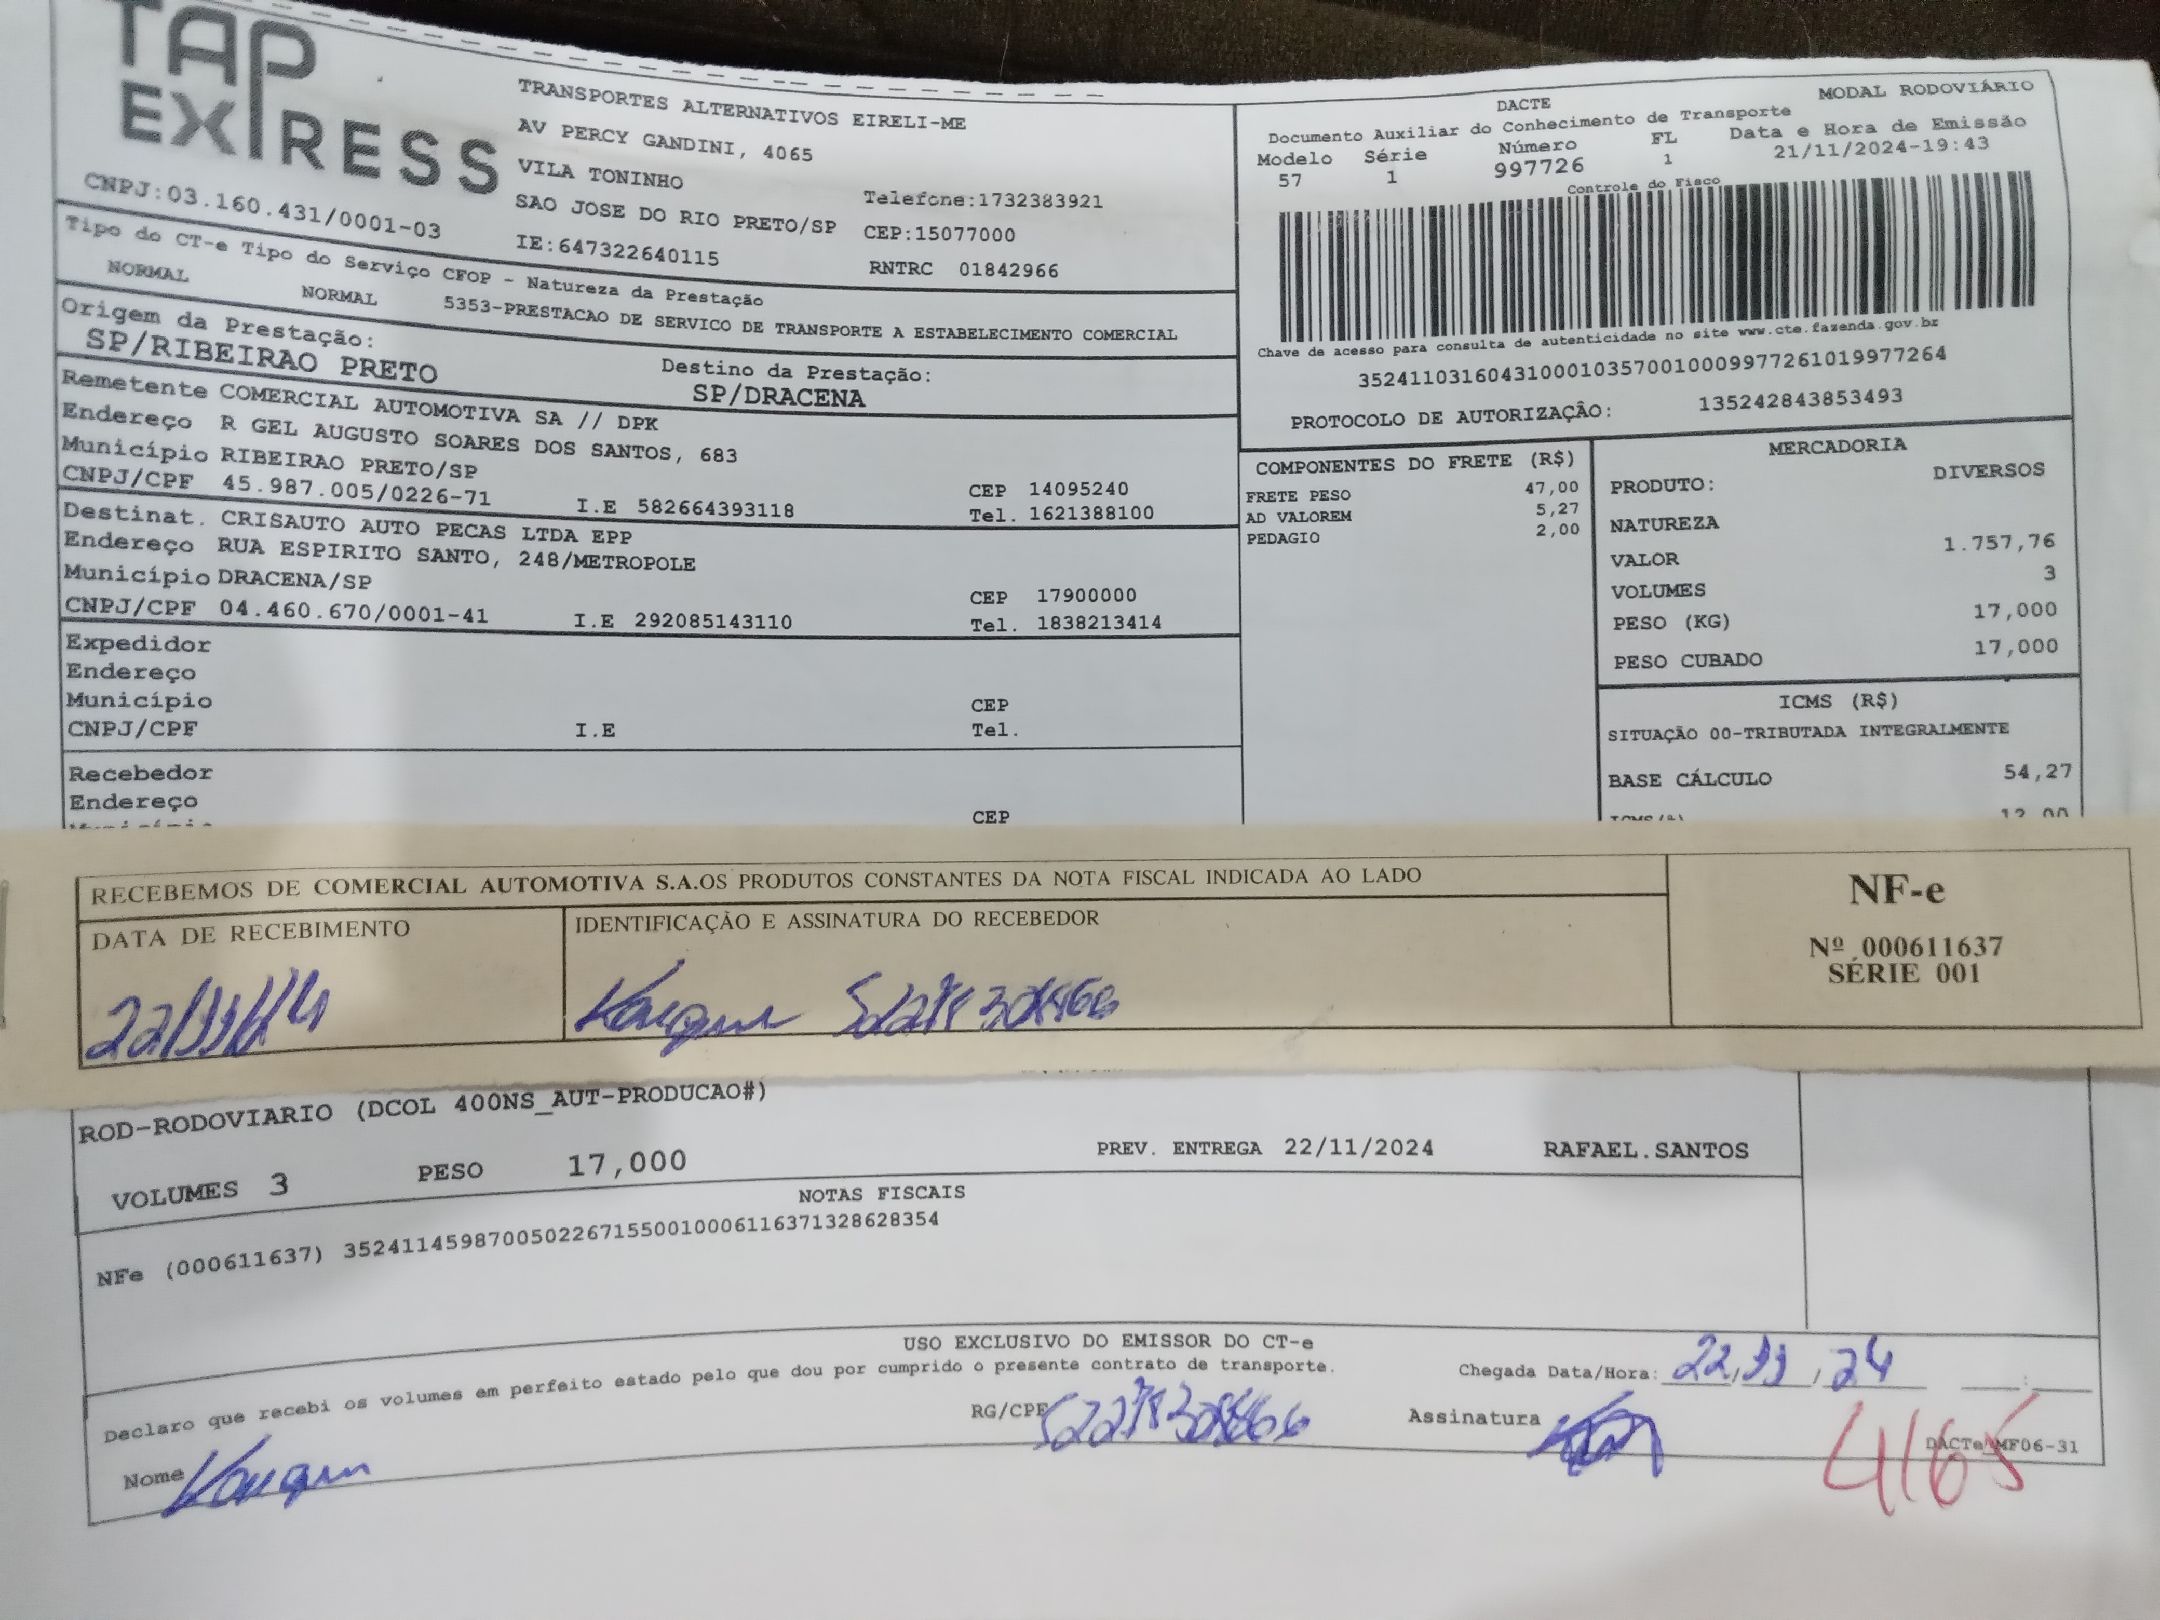 TAP EXPRESS
CNPJ:03.160.431/0001-03
TRANSPORTES ALTERNATIVOS EIRELI-ME
AV PERCY GANDINI, 4065
VILA TONINHO
SAO JOSE DO RIO PRETO/SP
IE:647322640115
Telefone:1732383921
CEP:15077000
RNTRC 01842966
MODAL RODOVIÁRIO
DACTE
Documento Auxiliar do Conhecimento de Transporte
Modelo Série Número FL Data e Hora de Emissão
57 1 997726 1 21/11/2024-19:43
Controle do Fisco
Chave de acesso para consulta de autenticidade no site www.cte.fazenda.gov.br
35241103160431000103570010009977261019977264
PROTOCOLO DE AUTORIZAÇÃO: 135242843853493
Tipo do CT-e Tipo do Serviço CFOP - Natureza da Prestação
NORMAL NORMAL 5353-PRESTACAO DE SERVICO DE TRANSPORTE A ESTABELECIMENTO COMERCIAL
Origem da Prestação: Destino da Prestação:
SP/RIBEIRAO PRETO SP/DRACENA
Remetente COMERCIAL AUTOMOTIVA SA // DPK
Endereço R GEL AUGUSTO SOARES DOS SANTOS, 683
Município RIBEIRAO PRETO/SP CEP 14095240
CNPJ/CPF 45.987.005/0226-71 I.E 582664393118 Tel. 1621388100
Destinat. CRISAUTO AUTO PECAS LTDA EPP
Endereço RUA ESPIRITO SANTO, 248/METROPOLE
Município DRACENA/SP CEP 17900000
CNPJ/CPF 04.460.670/0001-41 I.E 292085143110 Tel. 1838213414
Expedidor
Endereço
Município CEP
CNPJ/CPF I.E Tel.
Recebedor
Endereço
CEP
COMPONENTES DO FRETE (R$)
FRETE PESO 47,00
AD VALOREM 5,27
PEDAGIO 2,00
MERCADORIA
PRODUTO: DIVERSOS
NATUREZA
VALOR 1.757,76
VOLUMES 3
PESO (KG) 17,000
PESO CUBADO 17,000
ICMS (R$)
SITUAÇÃO 00-TRIBUTADA INTEGRALMENTE
BASE CÁLCULO 54,27
RECEBEMOS DE COMERCIAL AUTOMOTIVA S.A.OS PRODUTOS CONSTANTES DA NOTA FISCAL INDICADA AO LADO
DATA DE RECEBIMENTO
22/11/24
IDENTIFICAÇÃO E ASSINATURA DO RECEBEDOR
NF-e
Nº 000611637
SÉRIE 001
ROD-RODOVIARIO (DCOL 400NS_AUT-PRODUCAO#)
VOLUMES 3 PESO 17,000 PREV. ENTREGA 22/11/2024 RAFAEL.SANTOS
NOTAS FISCAIS
NFe (000611637) 35241145987005022671550010006116371328628354
USO EXCLUSIVO DO EMISSOR DO CT-e
Declaro que recebi os volumes em perfeito estado pelo que dou por cumprido o presente contrato de transporte.
Chegada Data/Hora: 22/11/24
Nome RG/CPF Assinatura
DACTe MF06-31
4165